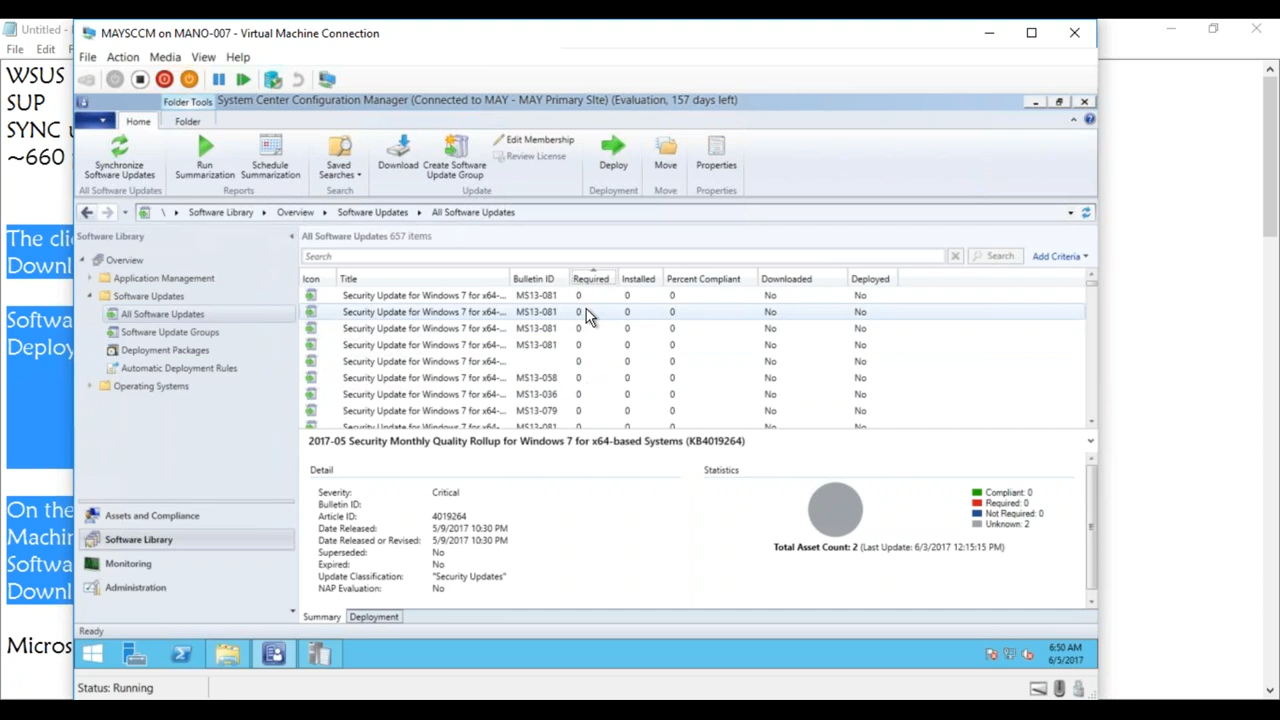 Untitled -
File Edit F
WSUS
SUP
SYNC
~660
The cli
Downl
Softwa
Deploy
On the
Machin
Softwa
Downl
Micros
MAYSCCM on MANO-007 - Virtual Machine Connection
File Action Media View Help
Folder Tools System Center Configuration Manager (Connected to MAY - MAY Primary SIte) (Evaluation, 157 days left)
Home Folder
Synchronize Software Updates
Run Summarization
Schedule Summarization
Saved Searches
Download
Create Software Update Group
Edit Membership
Review License
Deploy
Move
Properties
All Software Updates Reports Search Update Deployment Move Properties
\ Software Library Overview Software Updates All Software Updates
Software Library
Overview
Application Management
Software Updates
All Software Updates
Software Update Groups
Deployment Packages
Automatic Deployment Rules
Operating Systems
Assets and Compliance
Software Library
Monitoring
Administration
All Software Updates 657 items
Search Search Add Criteria
Icon Title Bulletin ID Required Installed Percent Compliant Downloaded Deployed
Security Update for Windows 7 for x64-... MS13-081 0 0 0 No No
Security Update for Windows 7 for x64-... MS13-081 0 0 0 No No
Security Update for Windows 7 for x64-... MS13-081 0 0 0 No No
Security Update for Windows 7 for x64-... MS13-081 0 0 0 No No
Security Update for Windows 7 for x64-... 0 0 0 No No
Security Update for Windows 7 for x64-... MS13-058 0 0 0 No No
Security Update for Windows 7 for x64-... MS13-036 0 0 0 No No
Security Update for Windows 7 for x64-... MS13-079 0 0 0 No No
Security Update for Windows 7 for x64-... MS13-081 0 0 0 No No
2017-05 Security Monthly Quality Rollup for Windows 7 for x64-based Systems (KB4019264)
Detail
Severity: Critical
Bulletin ID:
Article ID: 4019264
Date Released: 5/9/2017 10:30 PM
Date Released or Revised: 5/9/2017 10:30 PM
Superseded: No
Expired: No
Update Classification: "Security Updates"
NAP Evaluation: No
Statistics
Compliant: 0
Required: 0
Not Required: 0
Unknown: 2
Total Asset Count: 2 (Last Update: 6/3/2017 12:15:15 PM)
Summary Deployment
Ready
6:50 AM
6/5/2017
Status: Running